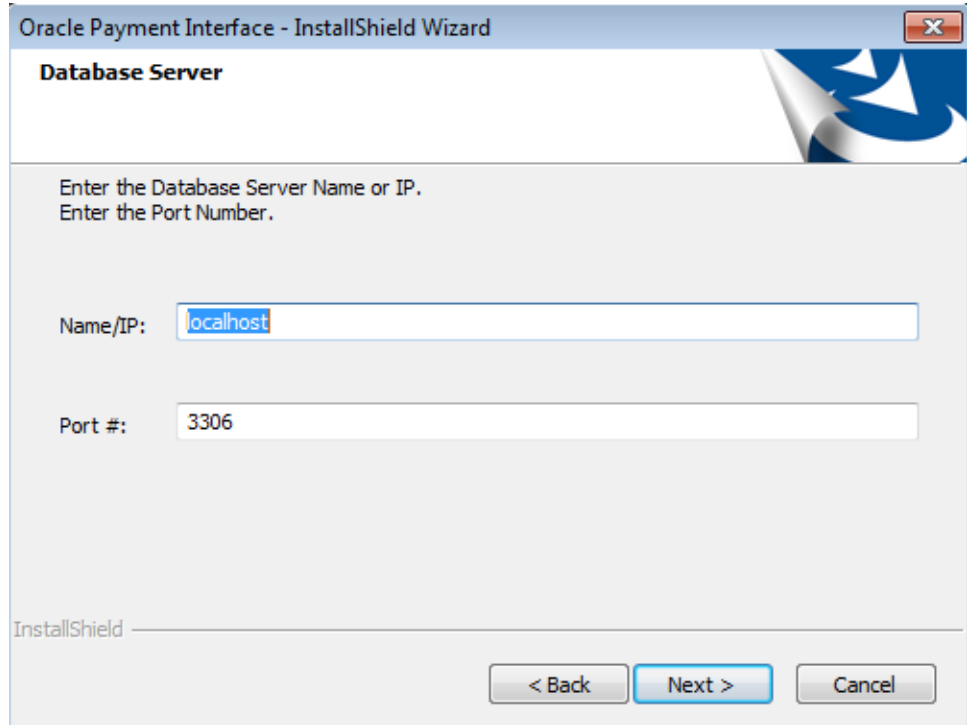 Oracle Payment Interface - InstallShield Wizard
Database Server
Enter the Database Server Name or IP.
Enter the Port Number.
Name/IP: localhost
Port #: 3306
InstallShield
< Back Next > Cancel